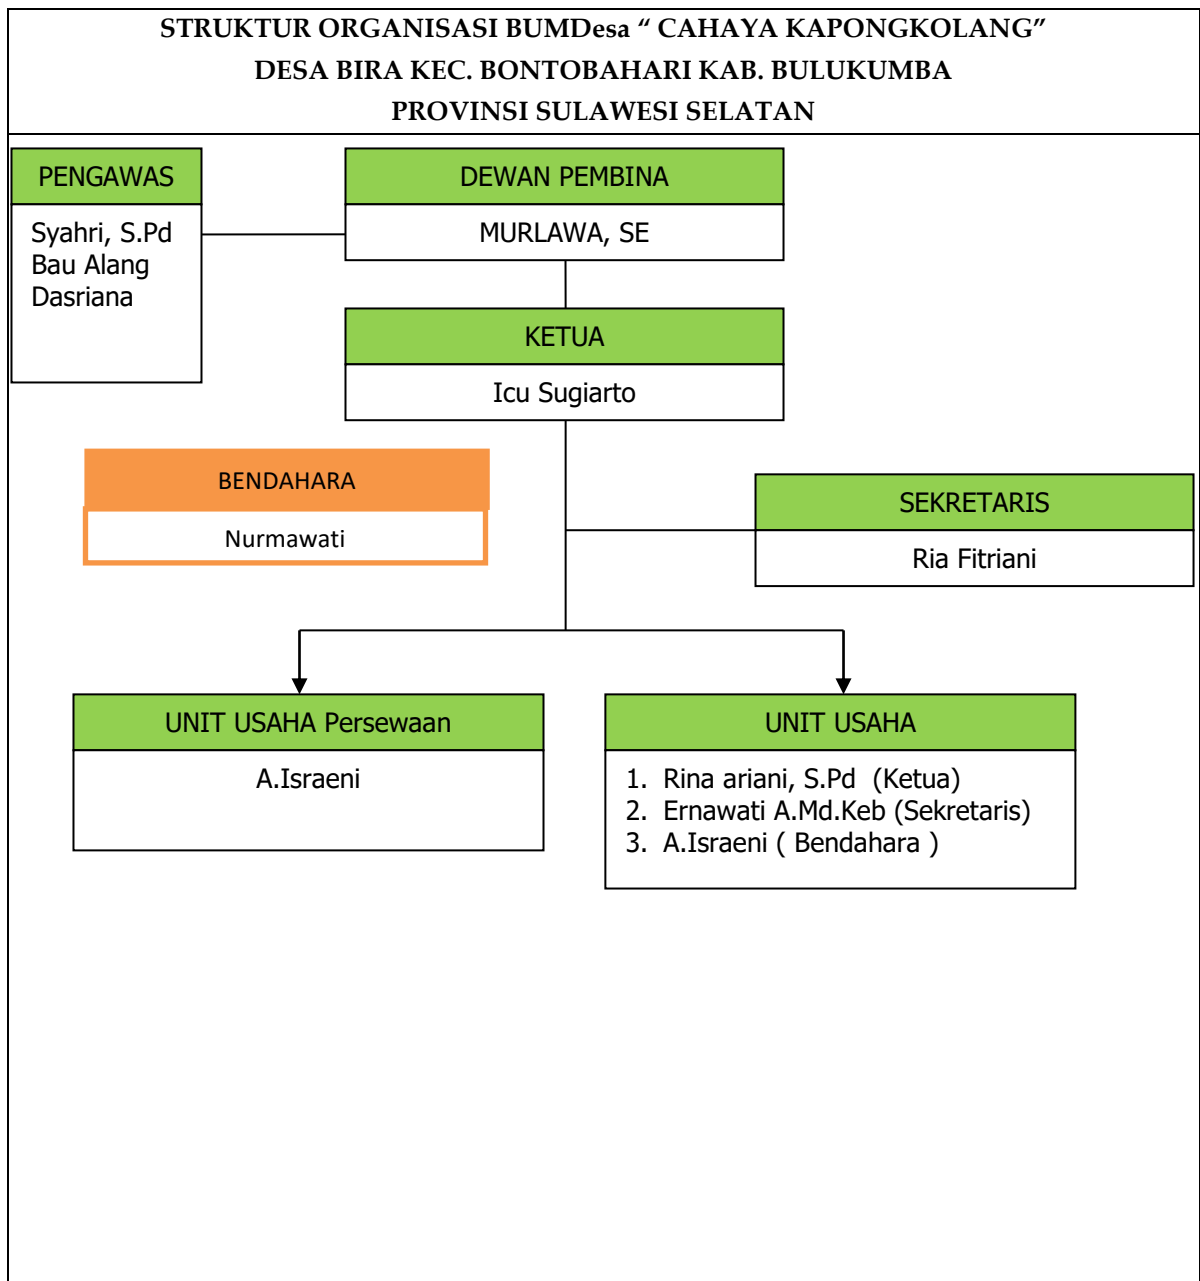 STRUKTUR ORGANISASI BUMDesa “ CAHAYA KAPONGKOLANG”
DESA BIRA KEC. BONTOBAHARI KAB. BULUKUMBA
PROVINSI SULAWESI SELATAN
PENGAWAS
Syahri, S.Pd
Bau Alang
Dasriana
DEWAN PEMBINA
MURLAWA, SE
KETUA
Icu Sugiarto
BENDAHARA
Nurmawati
SEKRETARIS
Ria Fitriani
UNIT USAHA Persewaan
A.Israeni
UNIT USAHA
1. Rina ariani, S.Pd (Ketua)
2. Ernawati A.Md.Keb (Sekretaris)
3. A.Israeni ( Bendahara )